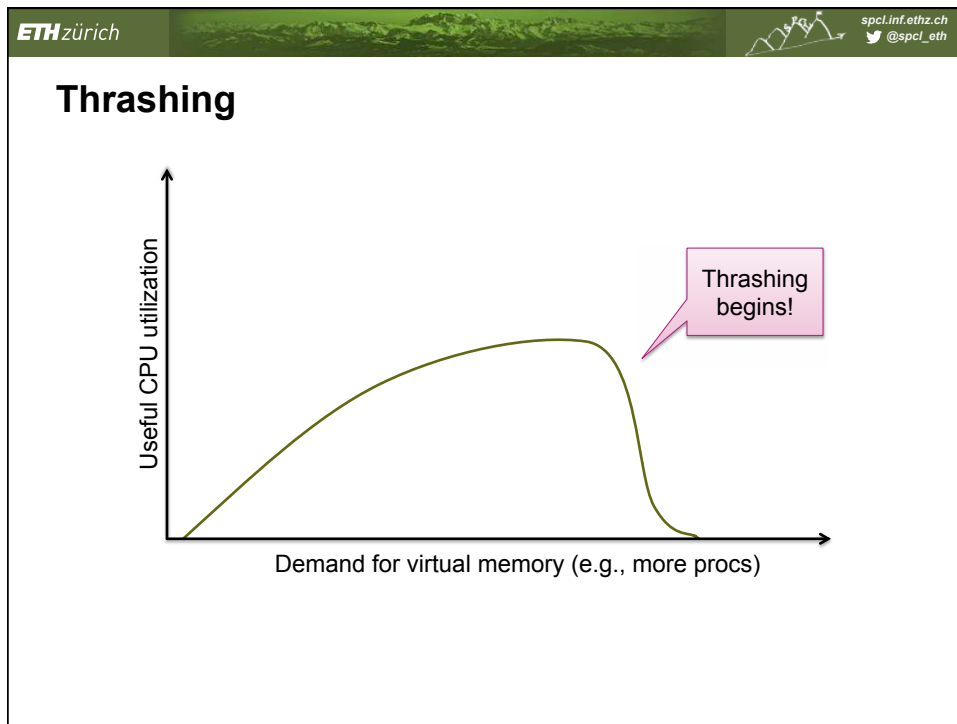 ETH zürich
spcl.inf.ethz.ch
@spcl_eth
Thrashing
Useful CPU utilization
Thrashing
begins!
Demand for virtual memory (e.g., more procs)